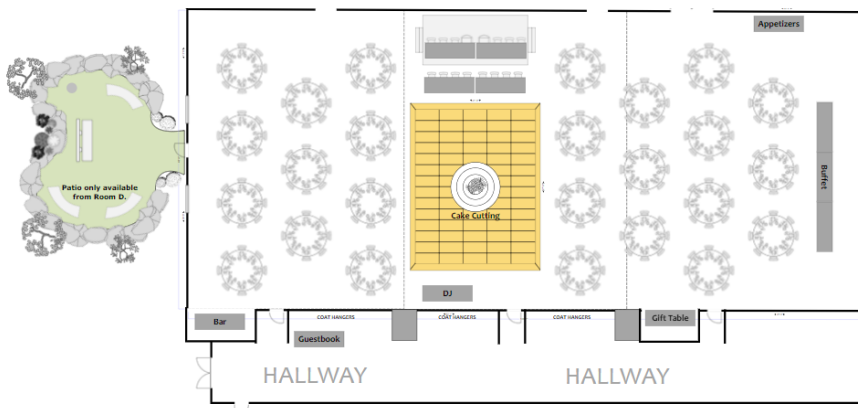 Appetizers
Patio only available
from Room D.
Buffet
Cake Cutting
DJ
Bar
COAT HANGERS
COAT HANGERS
COAT HANGERS
Gift Table
Guestbook
HALLWAY
HALLWAY